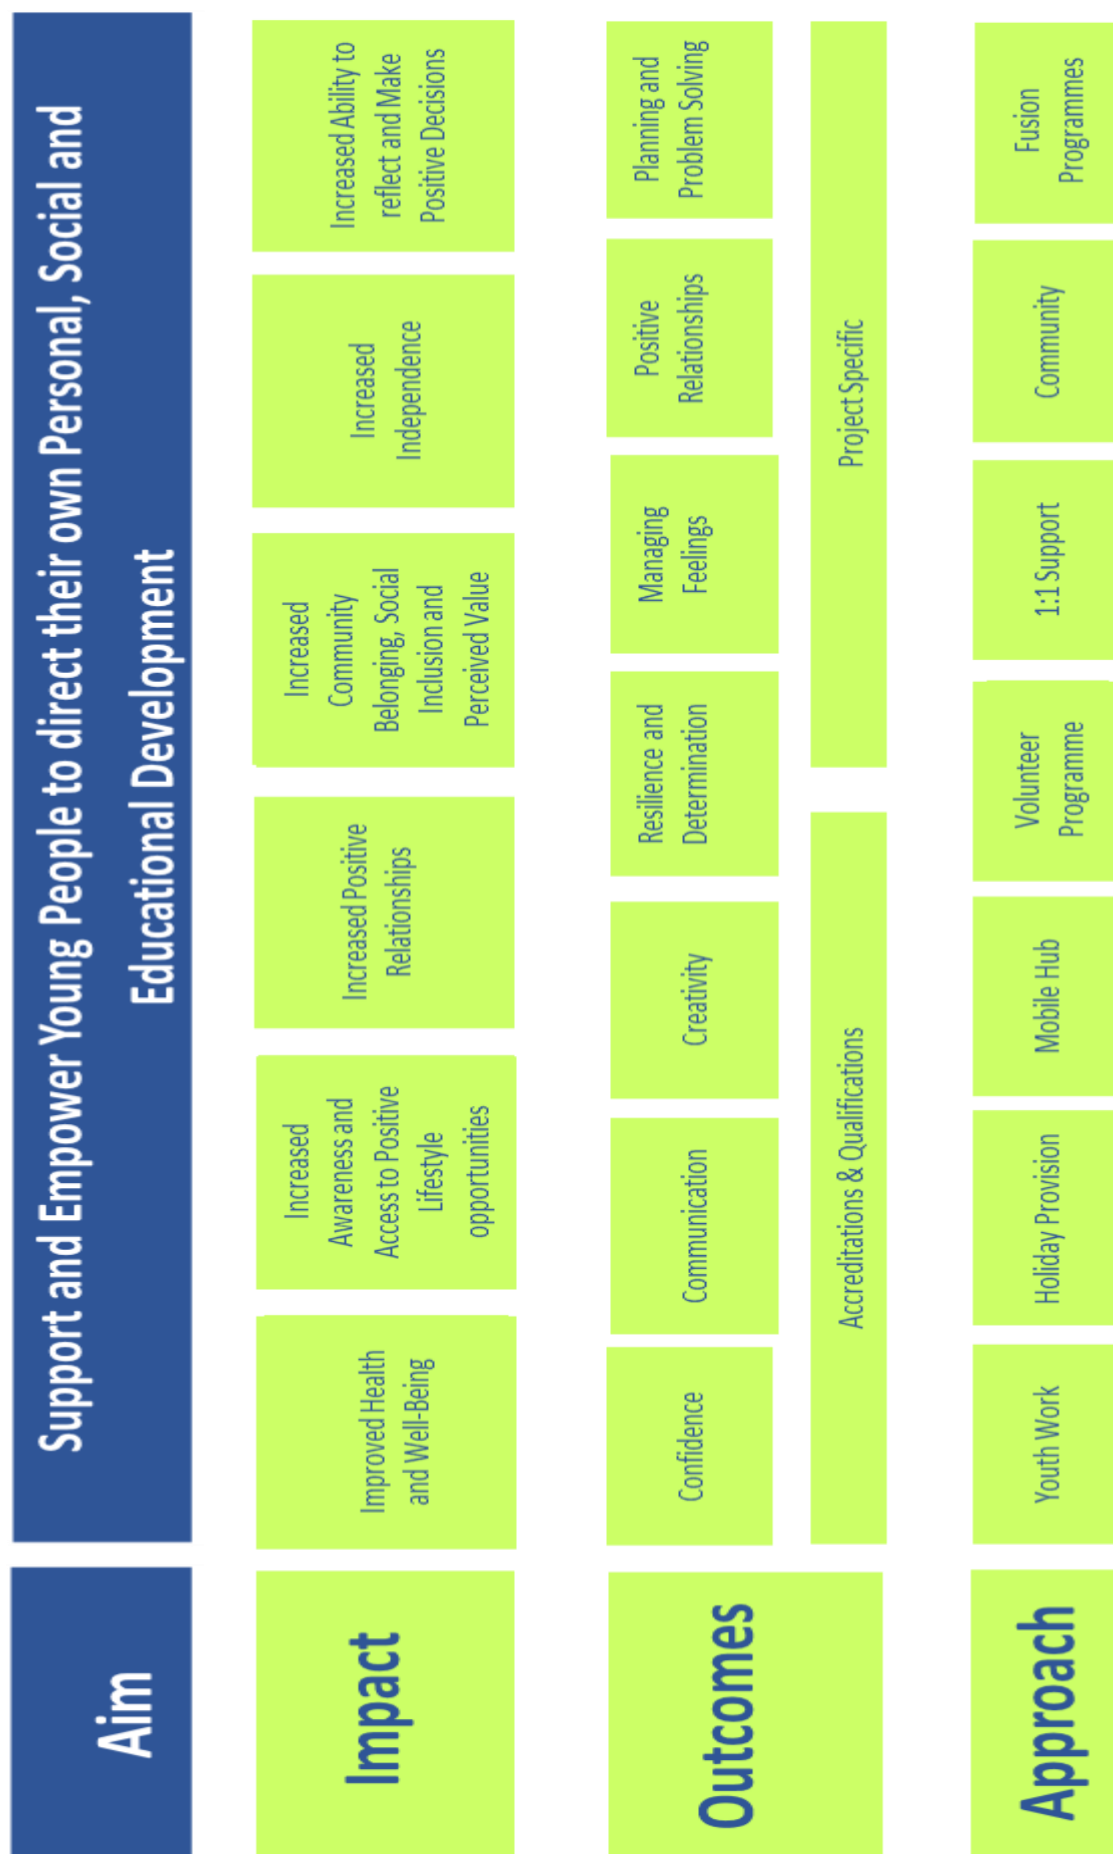 Aim
Support and Empower Young People to direct their own Personal, Social and
Educational Development
Impact
Improved Health
and Well-Being
Increased
Awareness and
Access to Positive
Lifestyle
opportunities
Increased Positive
Relationships
Increased
Community
Belonging, Social
Inclusion and
Perceived Value
Increased
Independence
Increased Ability to
reflect and Make
Positive Decisions
Outcomes
Confidence
Communication
Creativity
Resilience and
Determination
Managing
Feelings
Positive
Relationships
Planning and
Problem Solving
Accreditations & Qualifications
Project Specific
Approach
Youth Work
Holiday Provision
Mobile Hub
Volunteer
Programme
1:1 Support
Community
Fusion
Programmes